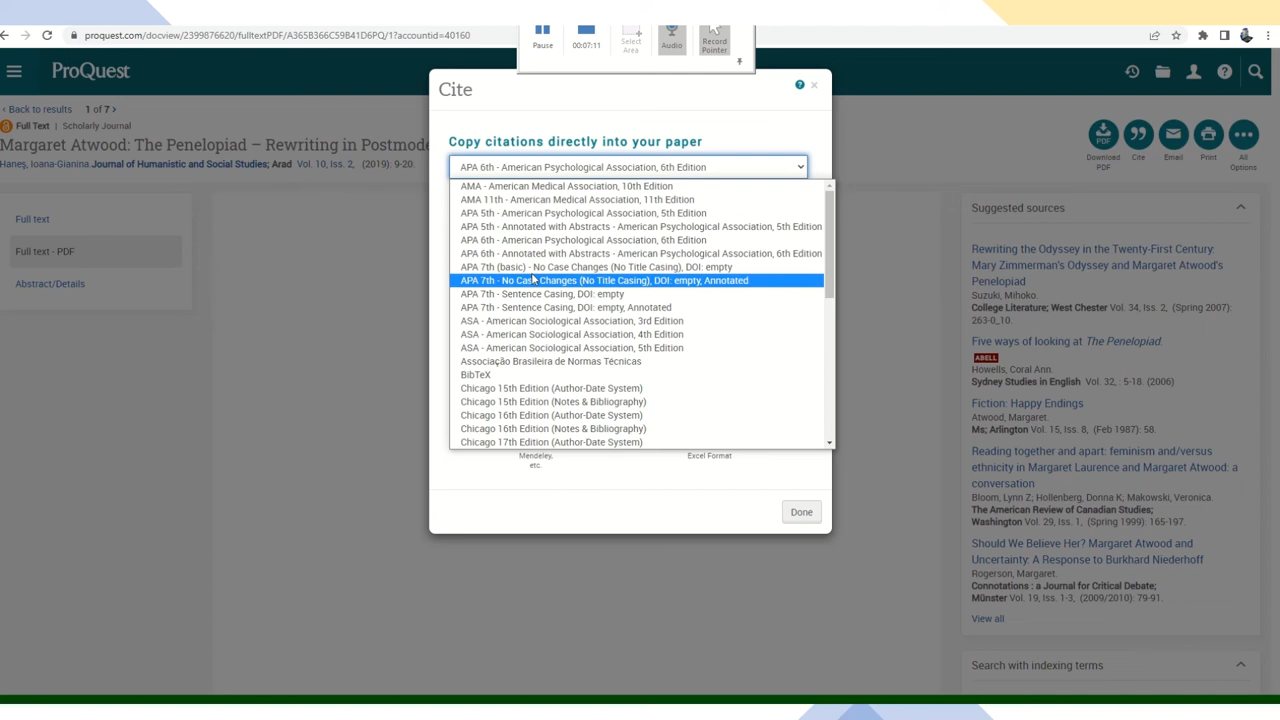 proquest.com/docview/2399876620/fulltextPDF/A365B366C59B41D6PQ/1?accountid=40160
Pause
00:07:11
Select
Area
Audio
Record
Pointer
ProQuest
Back to results 1 of 7
Full Text | Scholarly Journal
Margaret Atwood: The Penelopiad – Rewriting in Postmode
Haneş, Ioana-Gianina. Journal of Humanistic and Social Studies; Arad Vol. 10, Iss. 2, (2019): 9-20.
Download
PDF
Cite
Email
Print
All
Options
Full text
Full text - PDF
Abstract/Details
Cite
Copy citations directly into your paper
APA 6th - American Psychological Association, 6th Edition
AMA - American Medical Association, 10th Edition
AMA 11th - American Medical Association, 11th Edition
APA 5th - American Psychological Association, 5th Edition
APA 5th - Annotated with Abstracts - American Psychological Association, 5th Edition
APA 6th - American Psychological Association, 6th Edition
APA 6th - Annotated with Abstracts - American Psychological Association, 6th Edition
APA 7th (basic) - No Case Changes (No Title Casing), DOI: empty
APA 7th - No Case Changes (No Title Casing), DOI: empty, Annotated
APA 7th - Sentence Casing, DOI: empty
APA 7th - Sentence Casing, DOI: empty, Annotated
ASA - American Sociological Association, 3rd Edition
ASA - American Sociological Association, 4th Edition
ASA - American Sociological Association, 5th Edition
Associação Brasileira de Normas Técnicas
BibTeX
Chicago 15th Edition (Author-Date System)
Chicago 15th Edition (Notes & Bibliography)
Chicago 16th Edition (Author-Date System)
Chicago 16th Edition (Notes & Bibliography)
Chicago 17th Edition (Author-Date System)
Mendeley,
etc.
Excel Format
Done
Suggested sources
Rewriting the Odyssey in the Twenty-First Century:
Mary Zimmerman's Odyssey and Margaret Atwood's
Penelopiad
Suzuki, Mihoko.
College Literature; West Chester Vol. 34, Iss. 2, (Spring 2007):
263-0_10.
Five ways of looking at The Penelopiad.
ABELL
Howells, Coral Ann.
Sydney Studies in English Vol. 32, : 5-18. (2006)
Fiction: Happy Endings
Atwood, Margaret.
Ms; Arlington Vol. 15, Iss. 8, (Feb 1987): 58.
Reading together and apart: feminism and/versus
ethnicity in Margaret Laurence and Margaret Atwood : a
conversation
Bloom, Lynn Z; Hollenberg, Donna K; Makowski, Veronica.
The American Review of Canadian Studies;
Washington Vol. 29, Iss. 1, (Spring 1999): 165-197.
Should We Believe Her? Margaret Atwood and
Uncertainty: A Response to Burkhard Niederhoff
Rogerson, Margaret.
Connotations : a Journal for Critical Debate;
Münster Vol. 19, Iss. 1-3, (2009/2010): 79-91.
View all
Search with indexing terms